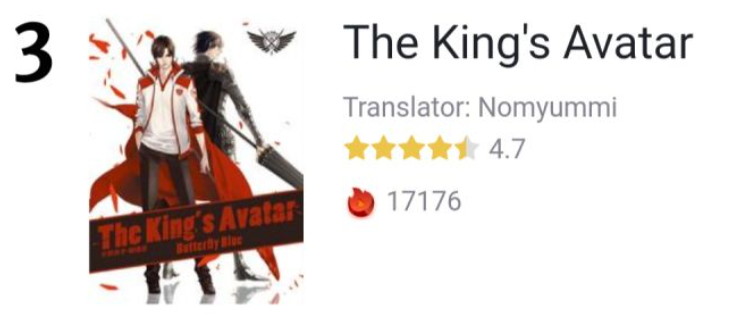 3
The King's Avatar
Translator: Nomyummi
4.7
17176
The King's Avatar
Butterfly Blue